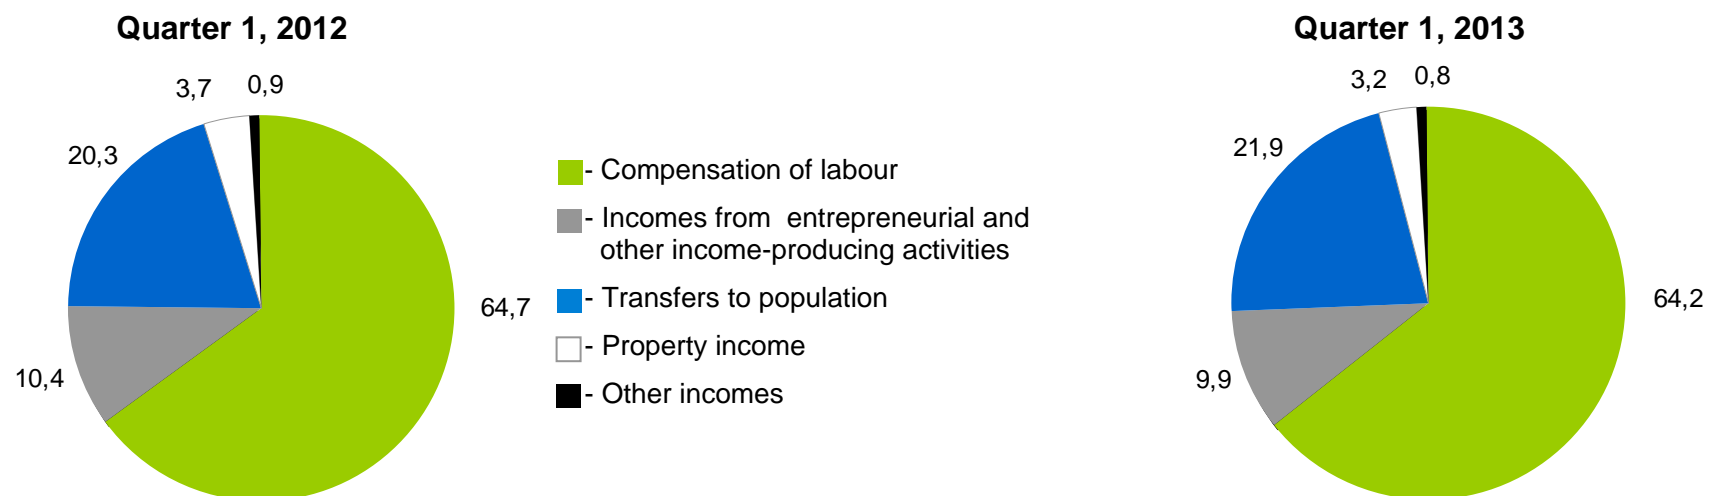 Quarter 1, 2012
3,7
0,9
20,3
64,7
10,4
- Compensation of labour
- Incomes from entrepreneurial and
other income-producing activities
- Transfers to population
- Property income
- Other incomes
Quarter 1, 2013
3,2
0,8
21,9
64,2
9,9